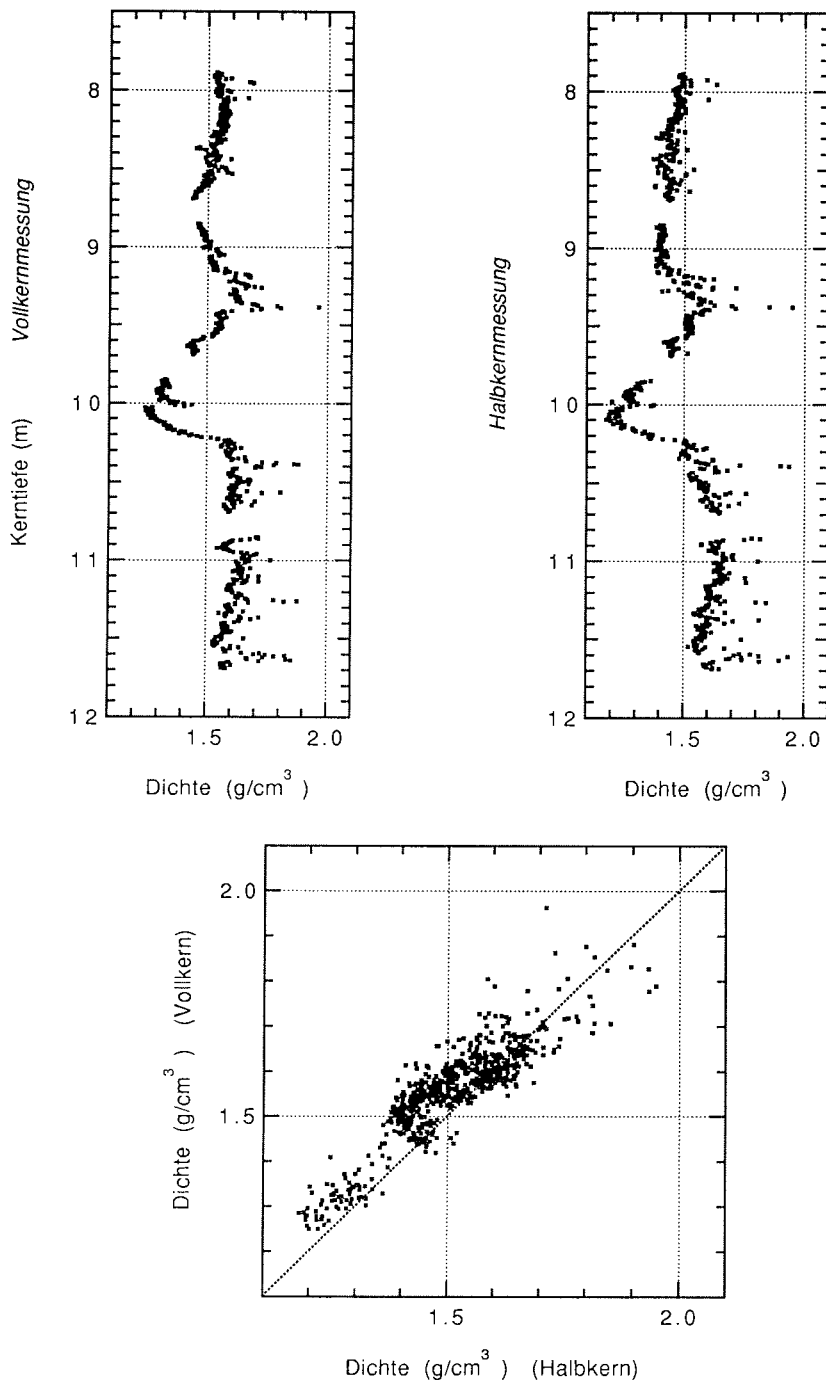 Kerntiefe (m) Vollkernmessung
8
9
10
11
12
1.5 2.0
Dichte (g/cm³ )
Halbkernmessung
8
9
10
11
12
1.5 2.0
Dichte (g/cm³ )
Dichte (g/cm³ ) (Vollkern)
2.0
1.5
1.5 2.0
Dichte (g/cm³ ) (Halbkern)